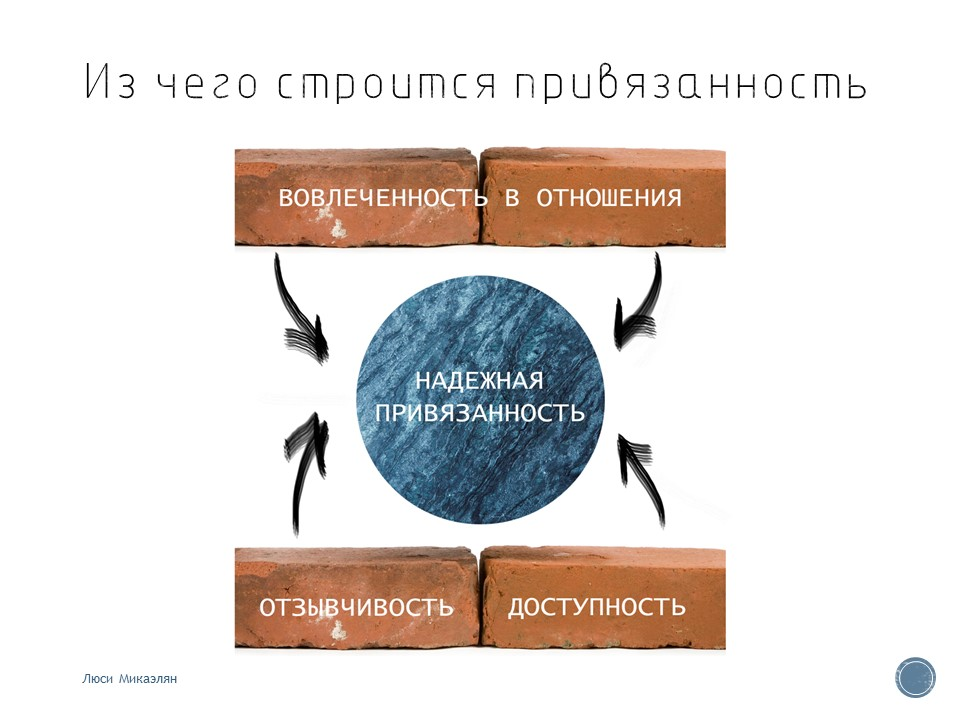 Из чего строится привязанность
ВОВЛЕЧЕННОСТЬ В ОТНОШЕНИЯ
НАДЕЖНАЯ
ПРИВЯЗАННОСТЬ
ОТЗЫВЧИВОСТЬ
ДОСТУПНОСТЬ
Люси Микаэлян